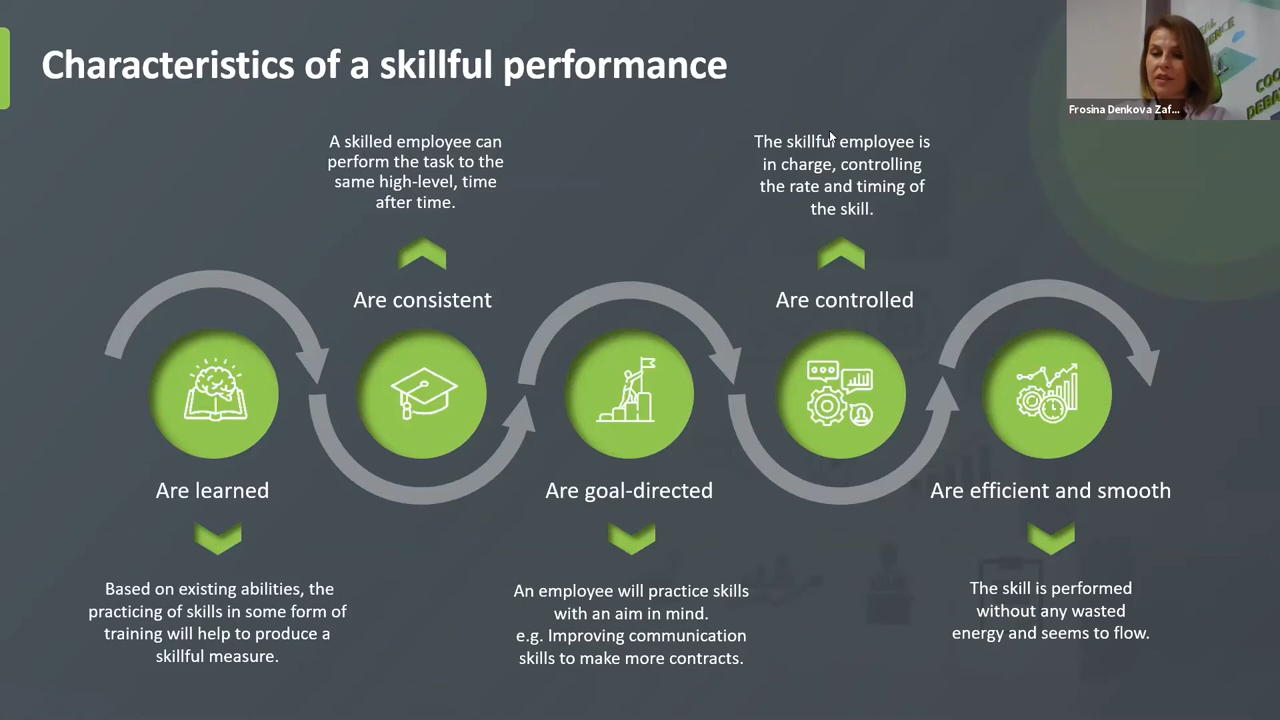 Characteristics of a skillful performance
Frosina Denkova Zaf...
A skilled employee can
perform the task to the
same high-level, time
after time.
The skillful employee is
in charge, controlling
the rate and timing of
the skill.
Are consistent
Are controlled
Are learned
Are goal-directed
Are efficient and smooth
Based on existing abilities, the
practicing of skills in some form of
training will help to produce a
skillful measure.
An employee will practice skills
with an aim in mind.
e.g. Improving communication
skills to make more contracts.
The skill is performed
without any wasted
energy and seems to flow.